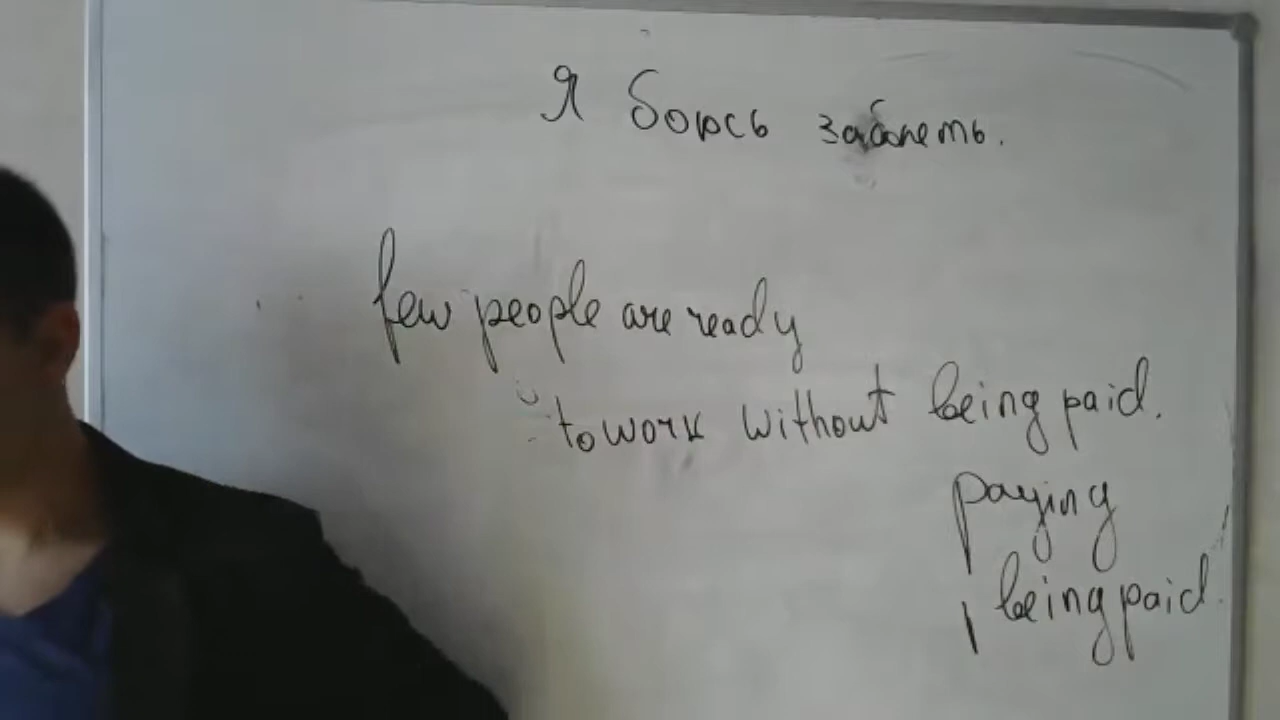 Я боюсь заболеть.
few people are ready
to work without being paid.
paying
being paid.